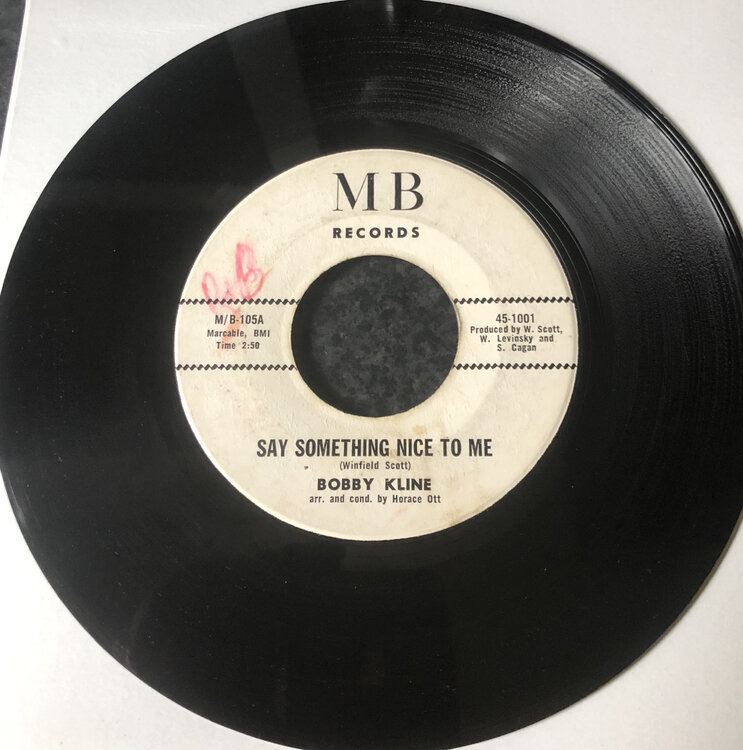 MB
RECORDS
M/B-105A
Marcable, BMI
Time 2:50
45-1001
Produced by W. Scott,
W. Levinsky and
S. Cagan
SAY SOMETHING NICE TO ME
(Winfield Scott)
BOBBY KLINE
arr. and cond. by Horace Ott